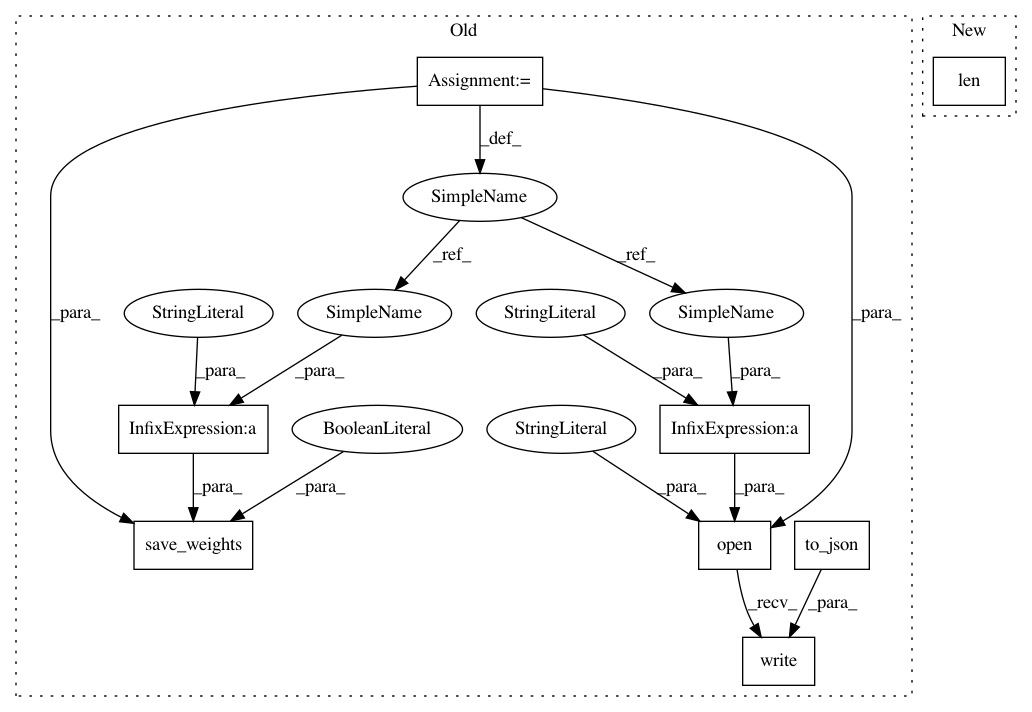 Old
New
Assignment:=
len
_def_
SimpleName
_ref_
_ref_
_para_
StringLiteral
SimpleName
StringLiteral
SimpleName
_para_
_para_
_para_
_para_
_para_
InfixExpression:a
BooleanLiteral
StringLiteral
InfixExpression:a
_para_
_para_
_para_
_para_
save_weights
open
to_json
_recv_
_para_
write